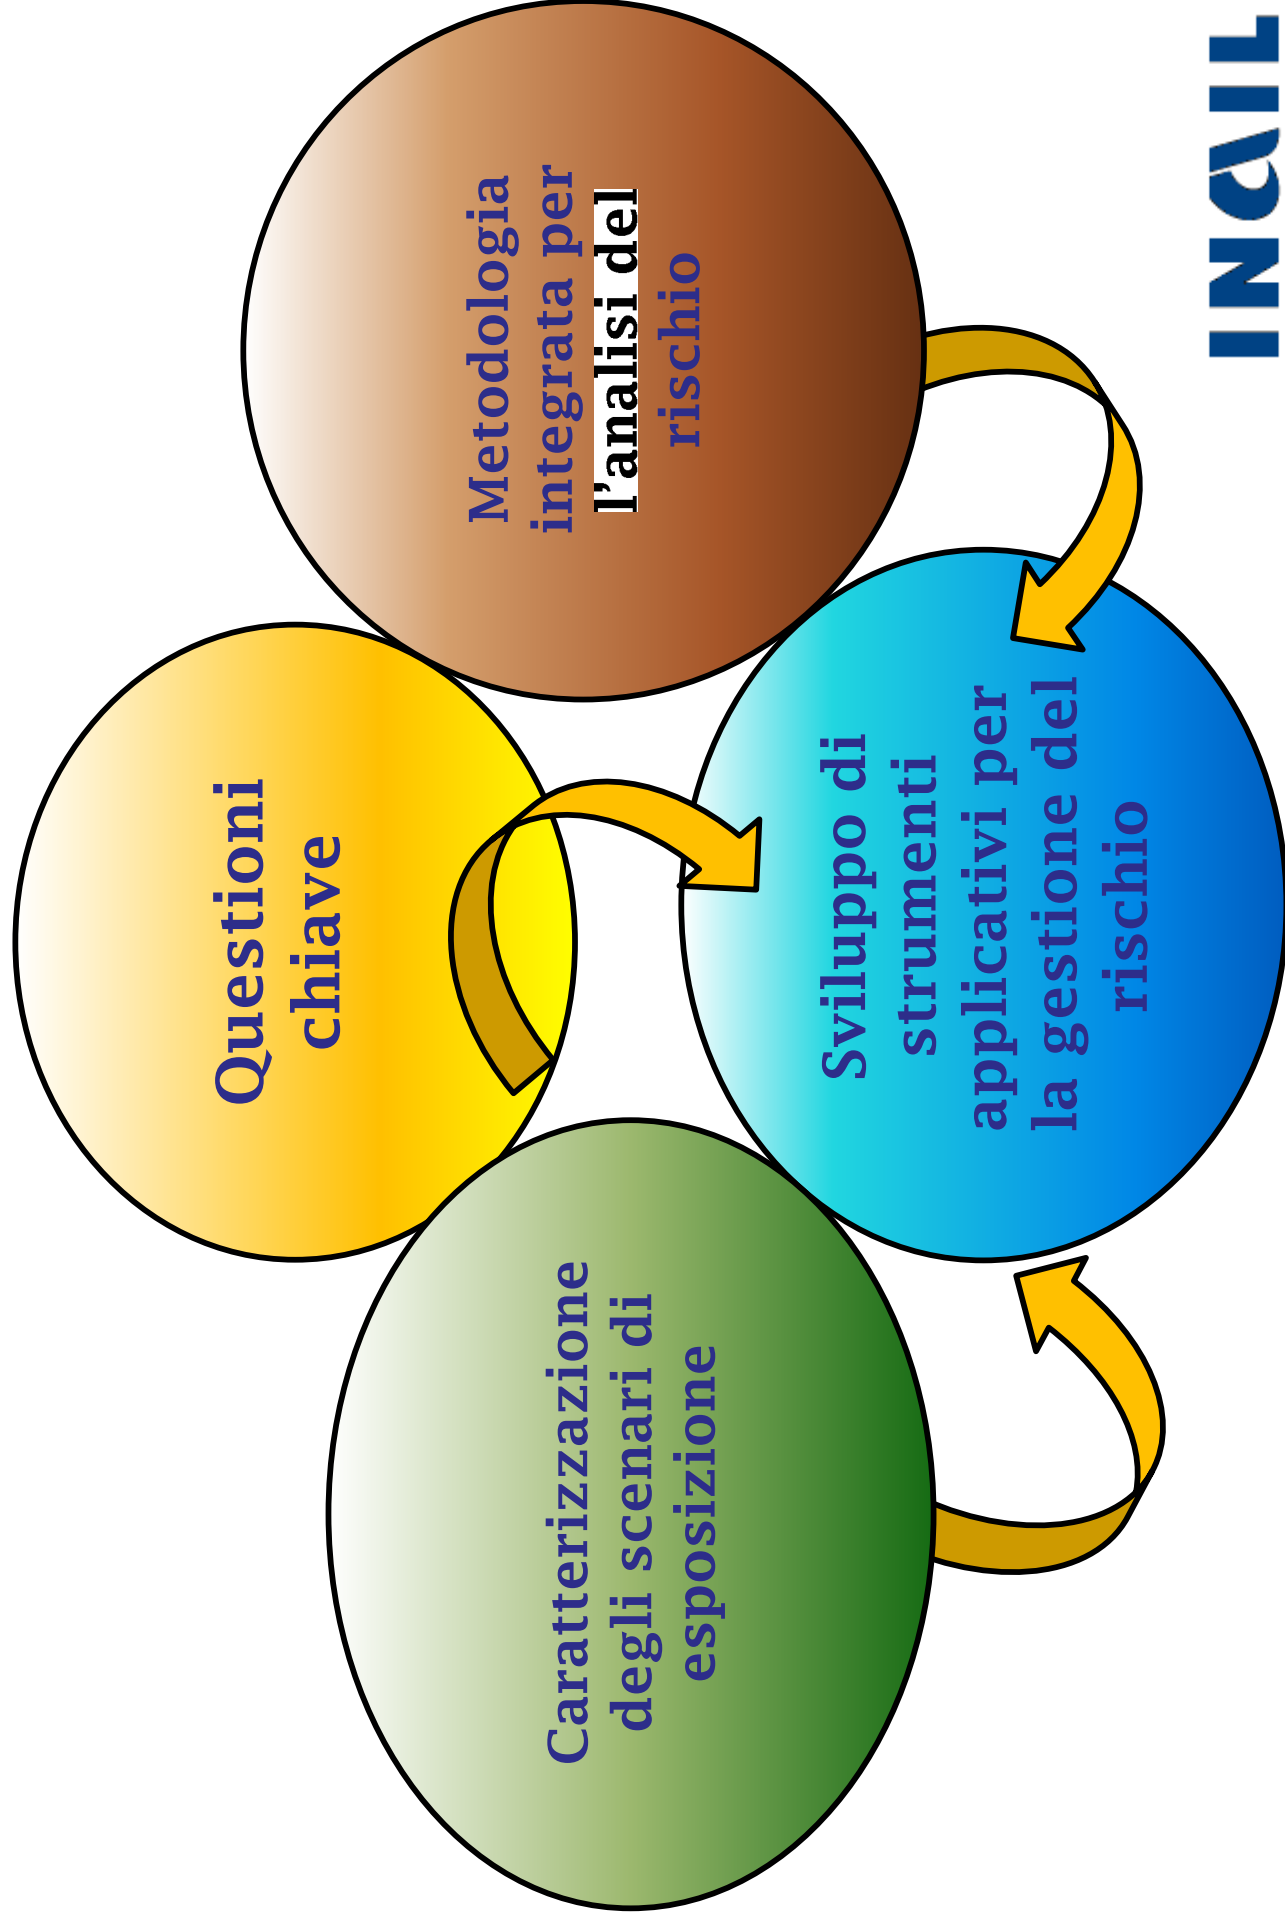 Questioni
chiave
Caratterizzazione
degli scenari di
esposizione
Metodologia
integrata per
l’analisi del
rischio
Sviluppo di
strumenti
applicativi per
la gestione del
rischio
INAIL